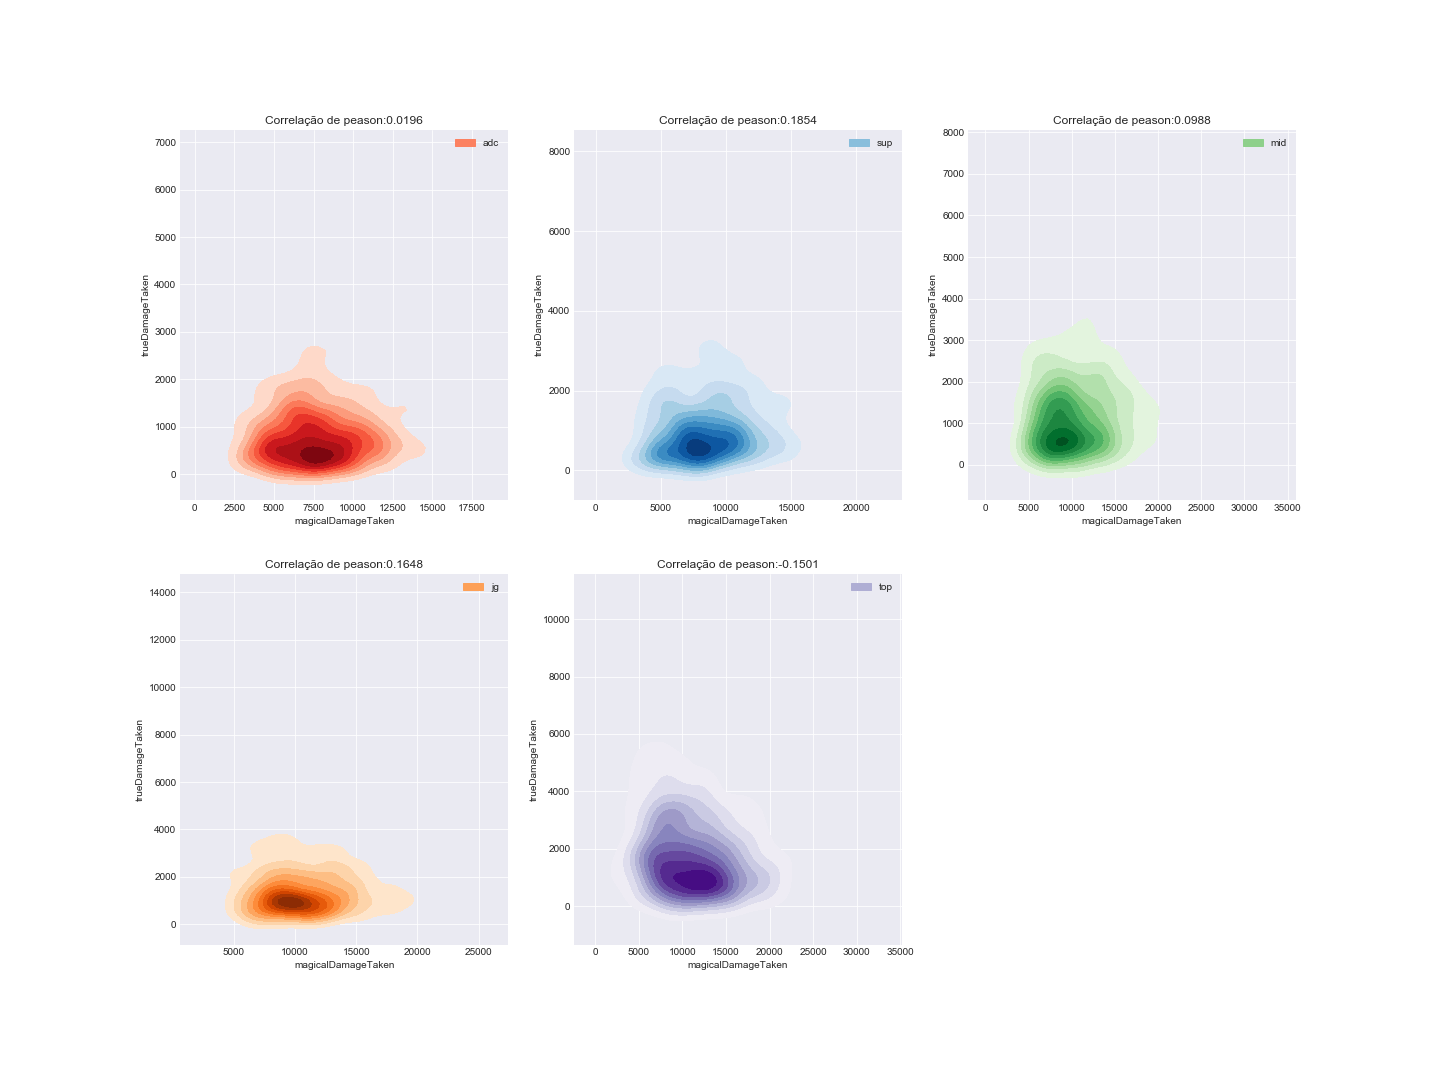 Correlação de peason:0.0196
adc
7000
6000
5000
4000
3000
2000
1000
0
trueDamageTaken
0 2500 5000 7500 10000 12500 15000 17500
magicalDamageTaken
Correlação de peason:0.1854
sup
8000
6000
4000
2000
0
trueDamageTaken
0 5000 10000 15000 20000
magicalDamageTaken
Correlação de peason:0.0988
mid
8000
7000
6000
5000
4000
3000
2000
1000
0
trueDamageTaken
0 5000 10000 15000 20000 25000 30000 35000
magicalDamageTaken
Correlação de peason:0.1648
jg
14000
12000
10000
8000
6000
4000
2000
0
trueDamageTaken
5000 10000 15000 20000 25000
magicalDamageTaken
Correlação de peason:-0.1501
top
10000
8000
6000
4000
2000
0
trueDamageTaken
0 5000 10000 15000 20000 25000 30000 35000
magicalDamageTaken